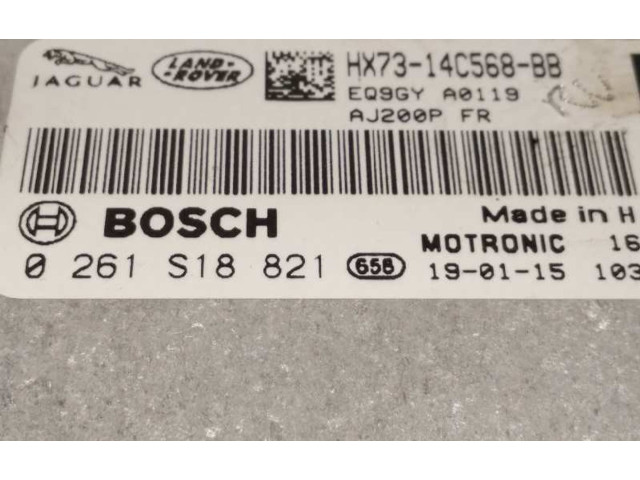 JAGUAR
LAND-
ROVER
HX73-14C568-BB
EQ9GY A0119
AJ200P FR
BOSCH
Made in H
0 261 S18 821 658
MOTRONIC 16
19-01-15 103